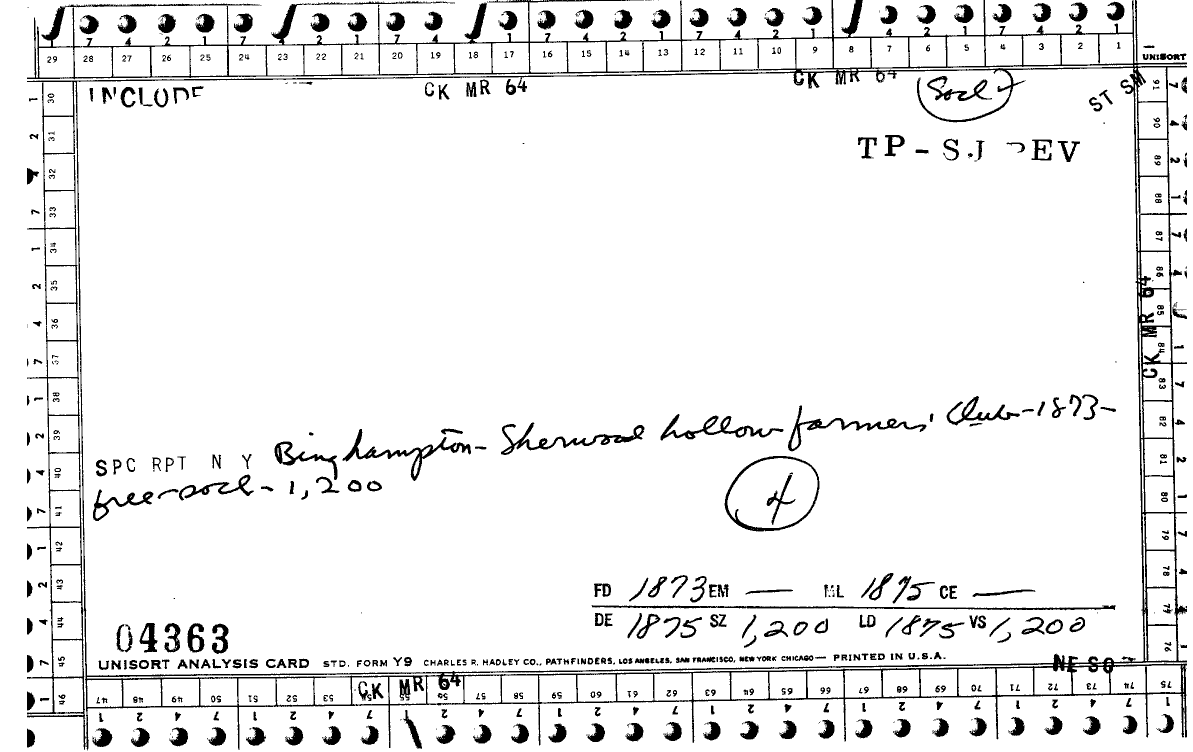 7 4 2 1 7 4 2 1 7 4 2 1 7 4 2 1 7 4 2 1 7 4 2 1
29 28 27 26 25 24 23 22 21 20 19 18 17 16 15 14 13 12 11 10 9 8 7 6 5 4 3 2 1
UNISORT
INCLUDE CK MR 64 CK MR 64 Socl ST SM
TP-SJ DEV
CK MR 64
SPC RPT N Y Binghampton-Sherwood hollow farmers' Club-1873-
free-socl-1,200
4
FD 1873 EM — ML 1875 CE —
DE 1875 SZ 1,200 LD 1875 VS 1,200
04363
UNISORT ANALYSIS CARD STD. FORM Y9 CHARLES R. HADLEY CO., PATHFINDERS, LOS ANGELES, SAN FRANCISCO, NEW YORK CHICAGO — PRINTED IN U.S.A.
NE SO
CK MR 64
30 31 32 33 34 35 36 37 38 39 40 41 42 43 44 45 46
47 48 49 50 51 52 53 54 55 56 57 58 59 60 61 62 63 64 65 66 67 68 69 70 71 72 73 74 75
91 90 89 88 87 86 85 84 83 82 81 80 79 78 77 76